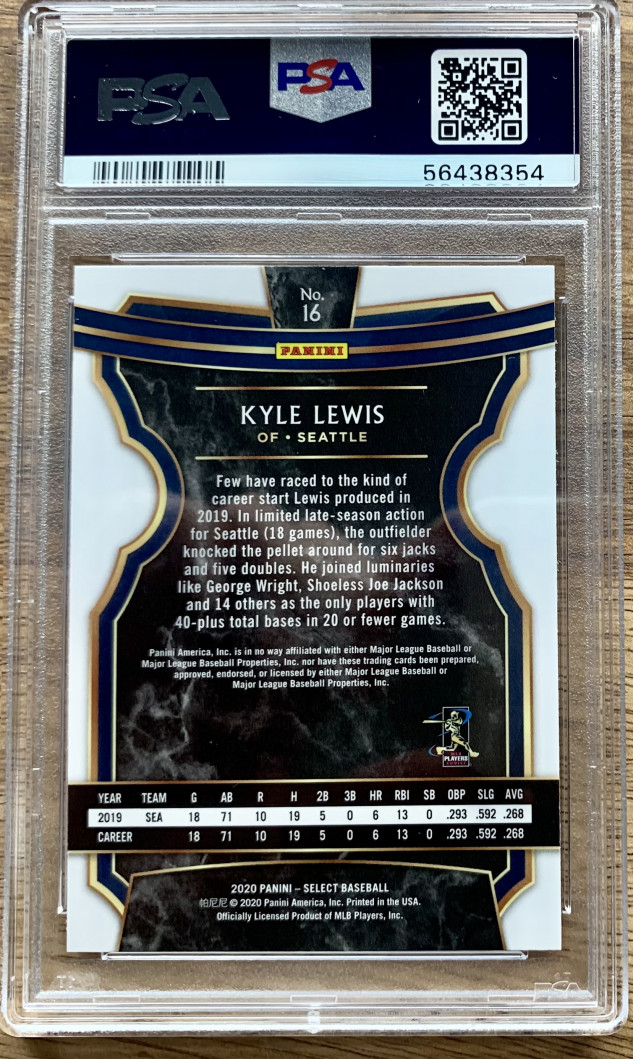 PSA PSA
56438354
No.
16
PANINI
KYLE LEWIS
OF • SEATTLE
Few have raced to the kind of
career start Lewis produced in
2019. In limited late-season action
for Seattle (18 games), the outfielder
knocked the pellet around for six jacks
and five doubles. He joined luminaries
like George Wright, Shoeless Joe Jackson
and 14 others as the only players with
40-plus total bases in 20 or fewer games.
Panini America, Inc. is in no way affiliated with either Major League Baseball or
Major League Baseball Properties, Inc. nor have these trading cards been prepared,
approved, endorsed, or licensed by either Major League Baseball or
Major League Baseball Properties, Inc.
MLB
PLAYERS
YEAR TEAM G AB R H 2B 3B HR RBI SB OBP SLG AVG
2019 SEA 18 71 10 19 5 0 6 13 0 .293 .592 .268
CAREER 18 71 10 19 5 0 6 13 0 .293 .592 .268
2020 PANINI – SELECT BASEBALL
帕尼尼 © 2020 Panini America, Inc. Printed in the USA.
Officially Licensed Product of MLB Players, Inc.
PSA